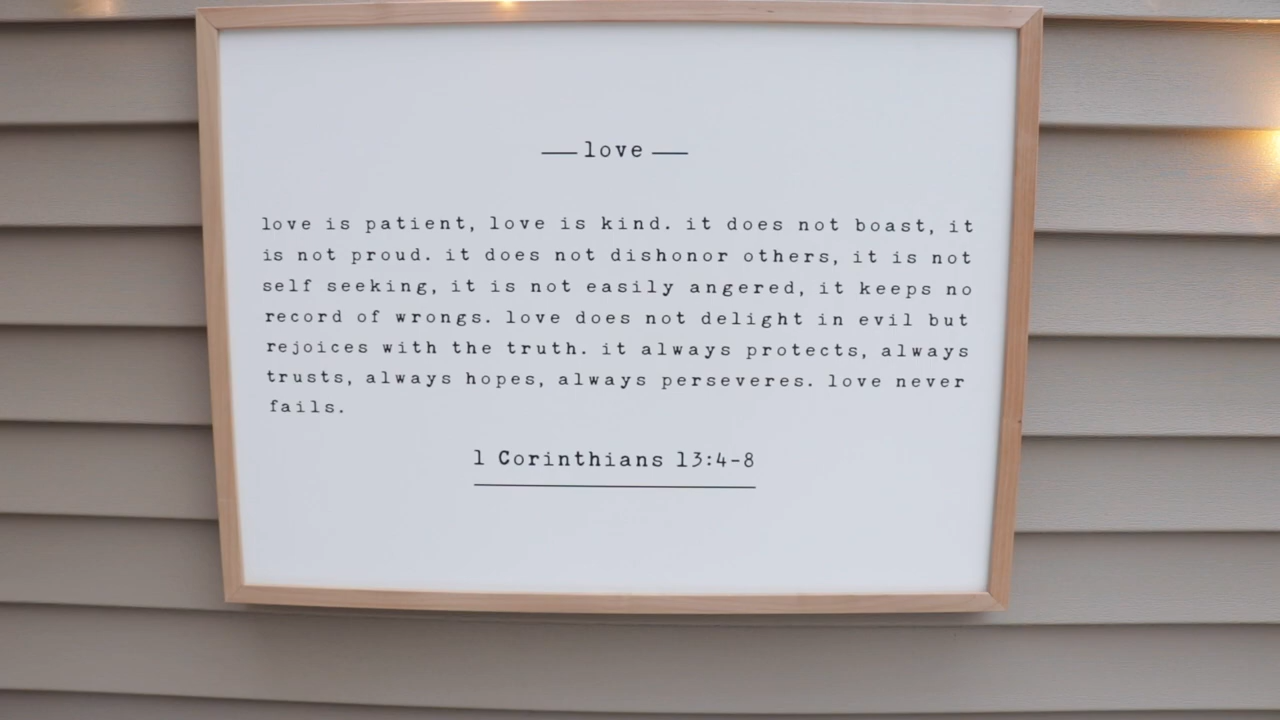 — love —
love is patient, love is kind. it does not boast, it
is not proud. it does not dishonor others, it is not
self seeking, it is not easily angered, it keeps no
record of wrongs. love does not delight in evil but
rejoices with the truth. it always protects, always
trusts, always hopes, always perseveres. love never
fails.
1 Corinthians 13:4-8